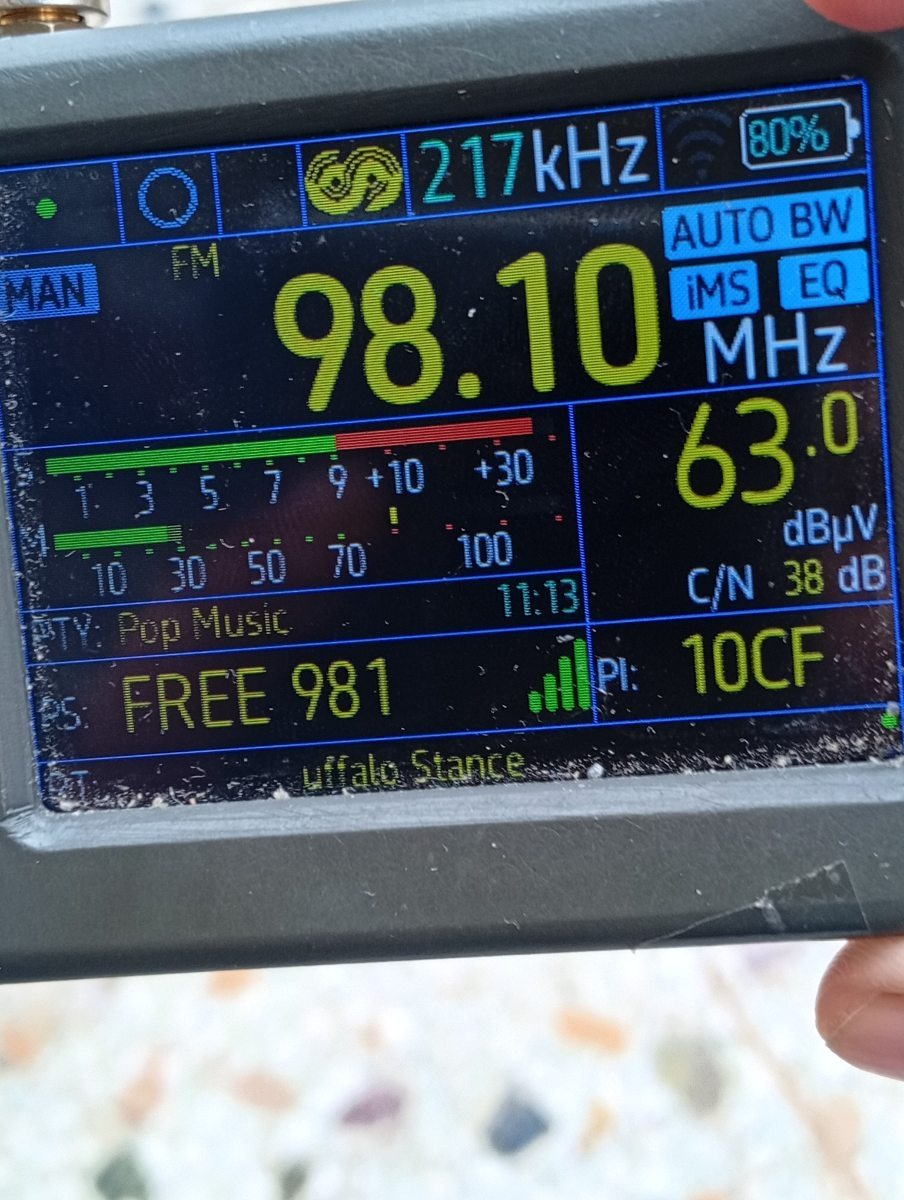 217kHz 80%
AUTO BW
FM
MAN
98.10
iMS EQ
MHz
S
1 3 5 7 9 +10 +30
63.0
dBµV
M
10 30 50 70 100
C/N 38 dB
PTY: Pop Music 11:13
PS: FREE 981
PI: 10CF
RT uffalo Stance